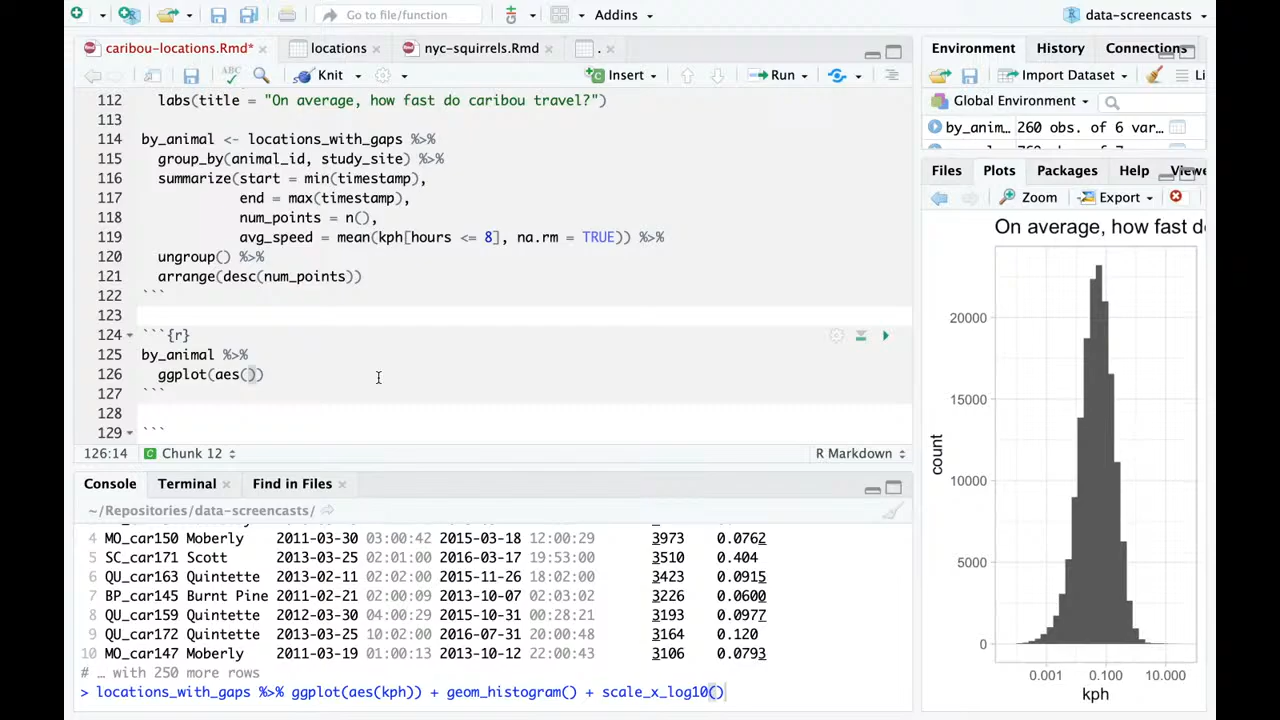 Go to file/function
Addins
data-screencasts
caribou-locations.Rmd*
locations
nyc-squirrels.Rmd
.
ABC
Knit
Insert
Run
112 labs(title = "On average, how fast do caribou travel?")
113
114 by_animal <- locations_with_gaps %>%
115 group_by(animal_id, study_site) %>%
116 summarize(start = min(timestamp),
117 end = max(timestamp),
118 num_points = n(),
119 avg_speed = mean(kph[hours <= 8], na.rm = TRUE)) %>%
120 ungroup() %>%
121 arrange(desc(num_points))
122 ```
123
124 ```{r}
125 by_animal %>%
126 ggplot(aes())
127 ```
128
129 ```
126:14 Chunk 12 R Markdown
Console Terminal Find in Files
~/Repositories/data-screencasts/
4 MO_car150 Moberly 2011-03-30 03:00:42 2015-03-18 12:00:29 3973 0.0762
5 SC_car171 Scott 2013-03-25 02:01:00 2016-03-17 19:53:00 3510 0.404
6 QU_car163 Quintette 2013-02-11 02:02:00 2015-11-26 18:02:00 3423 0.0915
7 BP_car145 Burnt Pine 2011-02-21 02:00:09 2013-10-07 02:03:02 3226 0.0600
8 QU_car159 Quintette 2012-03-30 04:00:29 2015-10-31 00:28:21 3193 0.0977
9 QU_car172 Quintette 2013-03-25 10:02:00 2016-07-31 20:00:48 3164 0.120
10 MO_car147 Moberly 2011-03-19 01:00:13 2013-10-12 22:00:43 3106 0.0793
# … with 250 more rows
> locations_with_gaps %>% ggplot(aes(kph)) + geom_histogram() + scale_x_log10()
Environment History Connections
Import Dataset Li
Global Environment
by_anim… 260 obs. of 6 var…
Files Plots Packages Help Viewe
Zoom Export
On average, how fast d
20000
15000
10000
5000
0
count
0.001 0.100 10.000
kph